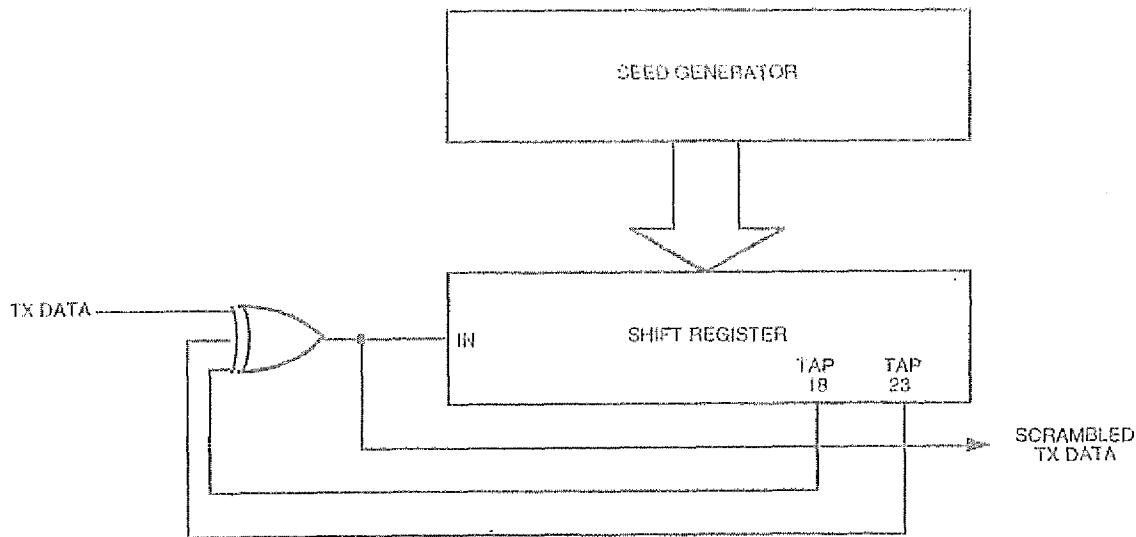 SEED GENERATOR
TX DATA
IN
SHIFT REGISTER
TAP
18
TAP
23
SCRAMBLED
TX DATA